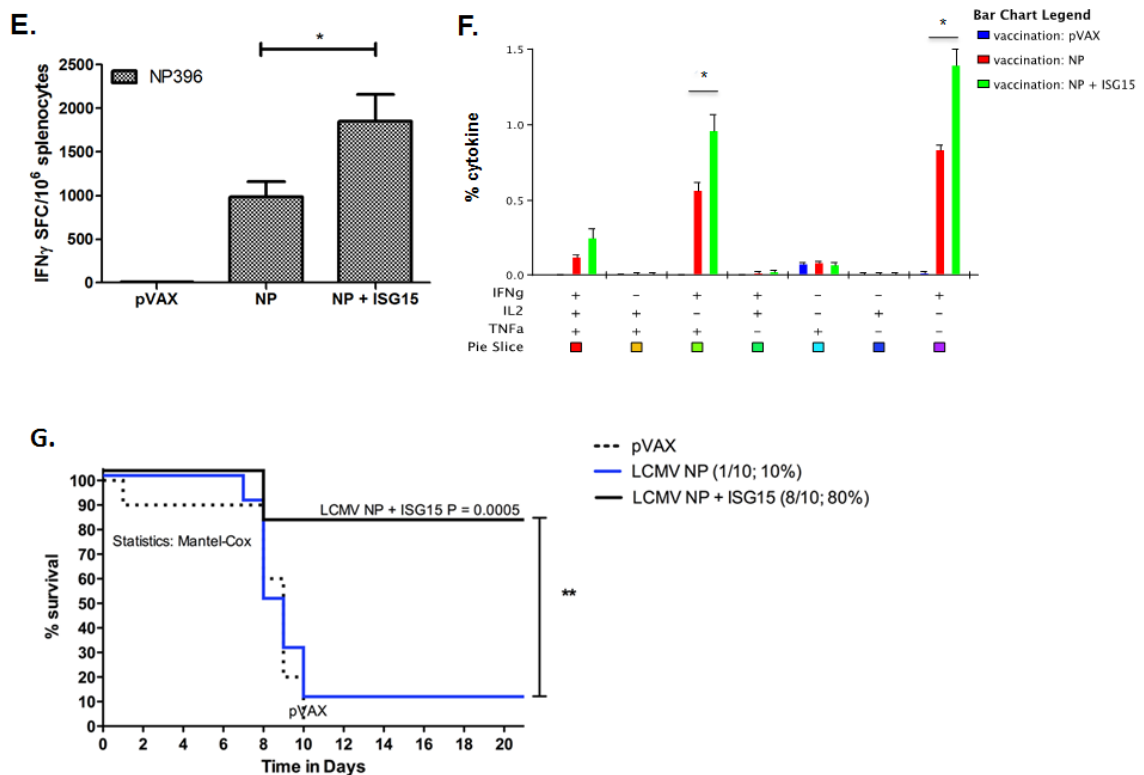 E.
IFNγ SFC/10⁶ splenocytes
2500
2000
1500
1000
500
0
NP396
*
pVAX NP NP + ISG15
F.
% cytokine
1.5
1.0
0.5
0.0
*
*
Bar Chart Legend
vaccination: pVAX
vaccination: NP
vaccination: NP + ISG15
IFNg + – + + – – +
IL2 + + – + – + –
TNFa + + + – + – –
Pie Slice
G.
% survival
100
90
80
70
60
50
40
30
20
10
0
LCMV NP + ISG15 P = 0.0005
Statistics: Mantel-Cox
pVAX
**
0 2 4 6 8 10 12 14 16 18 20
Time in Days
pVAX
LCMV NP (1/10; 10%)
LCMV NP + ISG15 (8/10; 80%)